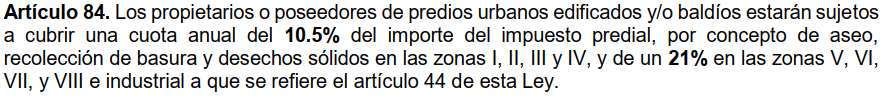 Artículo 84. Los propietarios o poseedores de predios urbanos edificados y/o baldíos estarán sujetos
a cubrir una cuota anual del 10.5% del importe del impuesto predial, por concepto de aseo,
recolección de basura y desechos sólidos en las zonas I, II, III y IV, y de un 21% en las zonas V, VI,
VII, y VIII e industrial a que se refiere el artículo 44 de esta Ley.